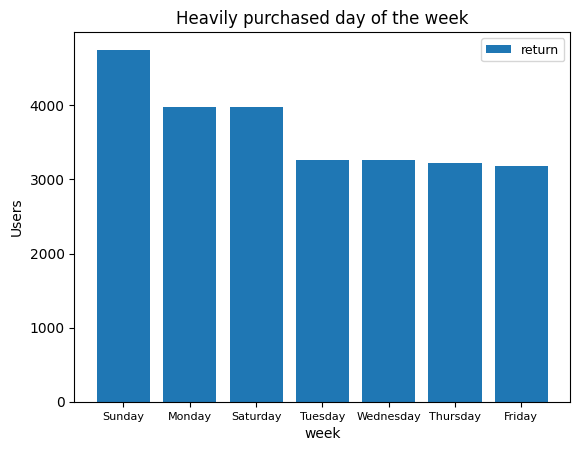 Heavily purchased day of the week
return
Users
4000
3000
2000
1000
0
Sunday Monday Saturday Tuesday Wednesday Thursday Friday
week